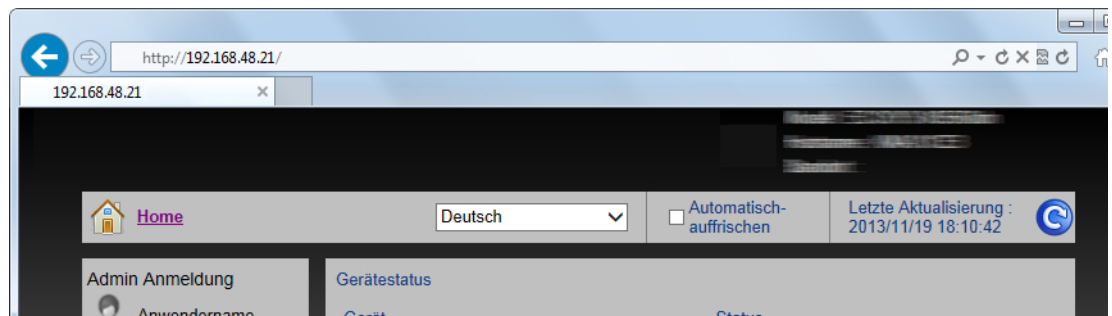 http://192.168.48.21/
192.168.48.21
Home
Deutsch
Automatisch-
auffrischen
Letzte Aktualisierung :
2013/11/19 18:10:42
Admin Anmeldung
Gerätestatus
Anwendername
Gerät
Status